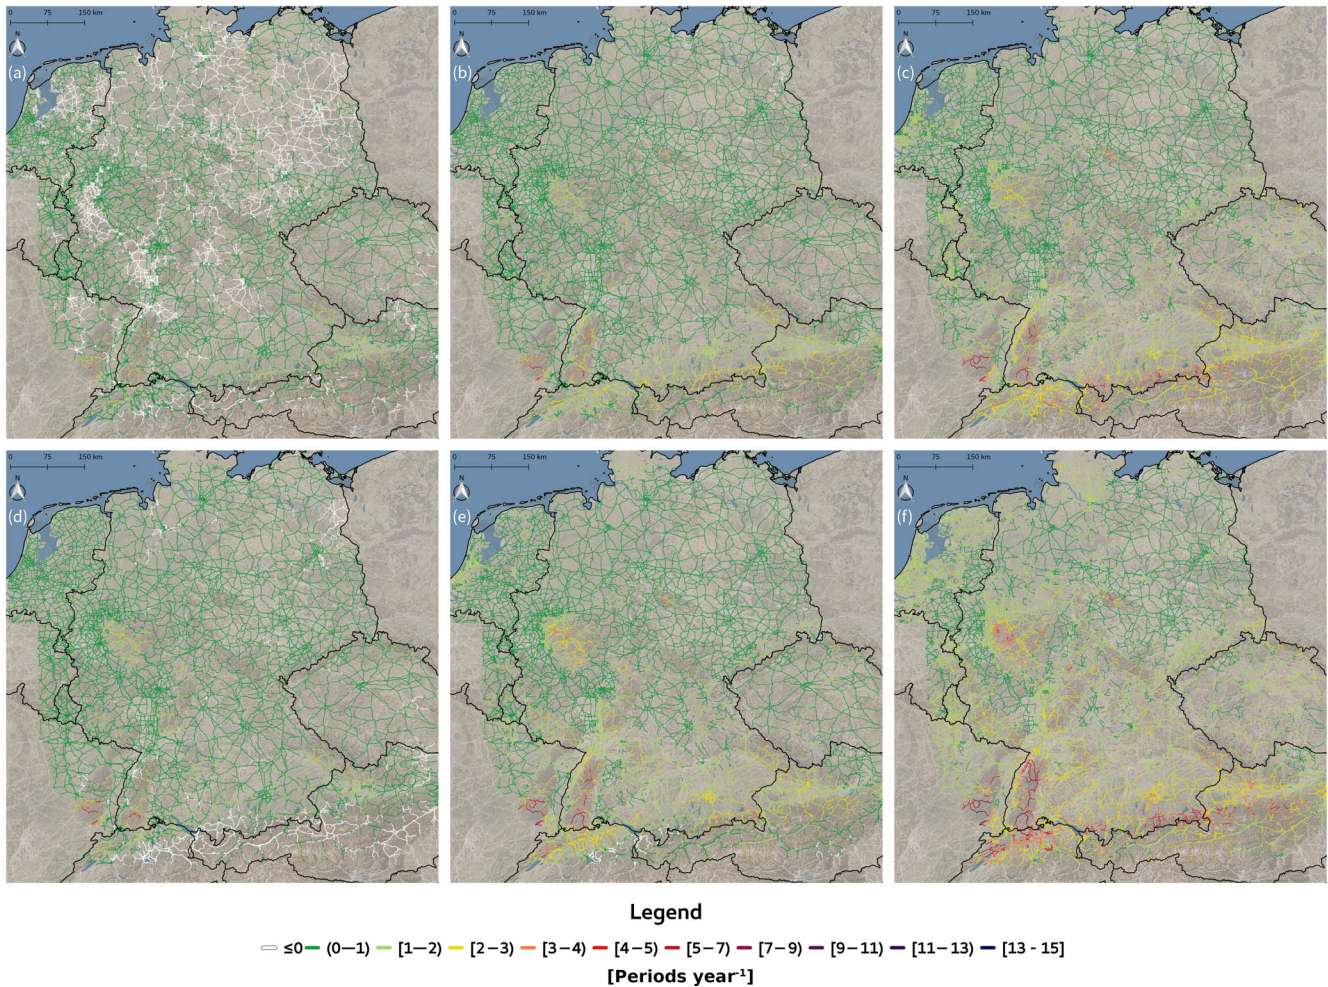 0 75 150 km
(a)
0 75 150 km
(b)
0 75 150 km
(c)
0 75 150 km
(d)
0 75 150 km
(e)
0 75 150 km
(f)
Legend
≤0 (0—1) [1—2) [2—3) [3—4) [4—5) [5—7) [7—9) [9—11) [11—13) [13 - 15]
[Periods year⁻¹]